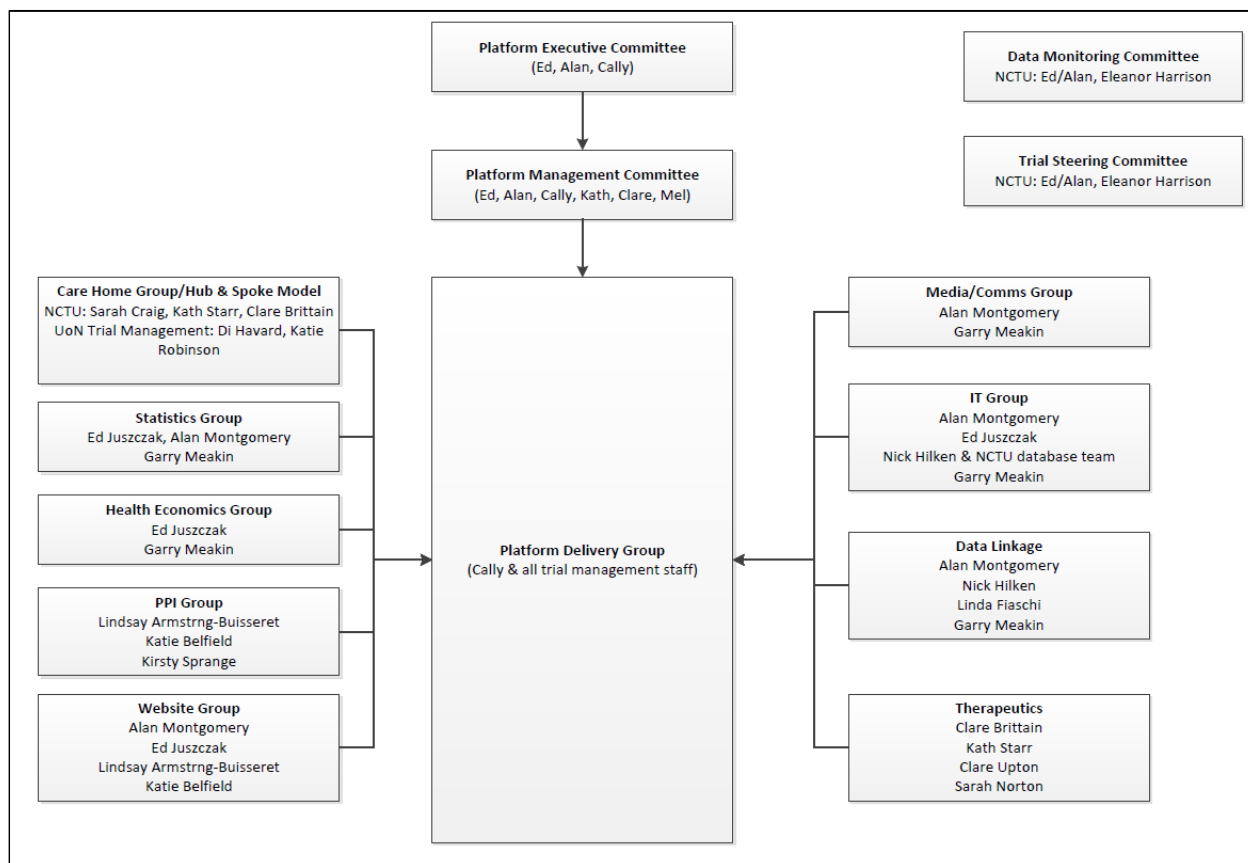 Platform Executive Committee
(Ed, Alan, Cally)
Data Monitoring Committee
NCTU: Ed/Alan, Eleanor Harrison
Trial Steering Committee
NCTU: Ed/Alan, Eleanor Harrison
Platform Management Committee
(Ed, Alan, Cally, Kath, Clare, Mel)
Care Home Group/Hub & Spoke Model
NCTU: Sarah Craig, Kath Starr, Clare Brittain
UoN Trial Management: Di Havard, Katie
Robinson
Statistics Group
Ed Juszczak, Alan Montgomery
Garry Meakin
Health Economics Group
Ed Juszczak
Garry Meakin
PPI Group
Lindsay Armstrng-Buisseret
Katie Belfield
Kirsty Sprange
Website Group
Alan Montgomery
Ed Juszczak
Lindsay Armstrng-Buisseret
Katie Belfield
Platform Delivery Group
(Cally & all trial management staff)
Media/Comms Group
Alan Montgomery
Garry Meakin
IT Group
Alan Montgomery
Ed Juszczak
Nick Hilken & NCTU database team
Garry Meakin
Data Linkage
Alan Montgomery
Nick Hilken
Linda Fiaschi
Garry Meakin
Therapeutics
Clare Brittain
Kath Starr
Clare Upton
Sarah Norton